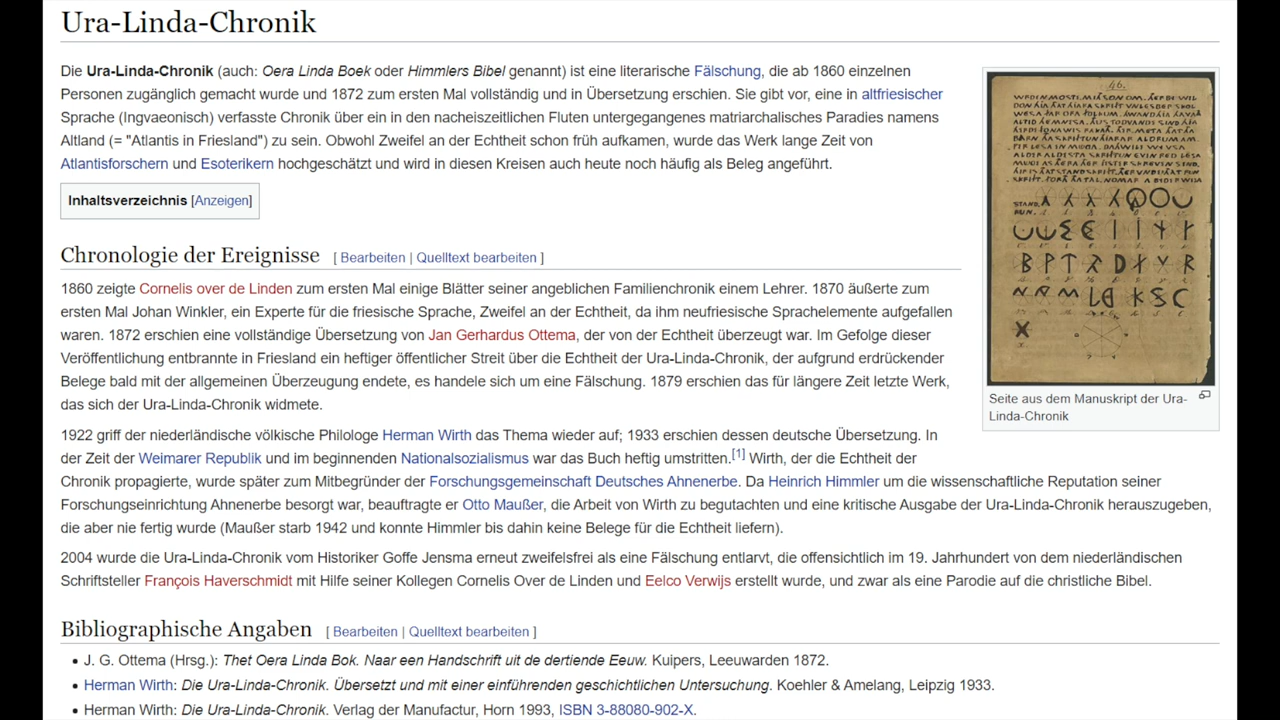 Ura-Linda-Chronik
Die Ura-Linda-Chronik (auch: Oera Linda Boek oder Himmlers Bibel genannt) ist eine literarische Fälschung, die ab 1860 einzelnen
Personen zugänglich gemacht wurde und 1872 zum ersten Mal vollständig und in Übersetzung erschien. Sie gibt vor, eine in altfriesischer
Sprache (Ingvaeonisch) verfasste Chronik über ein in den nacheiszeitlichen Fluten untergegangenes matriarchalisches Paradies namens
Altland (= "Atlantis in Friesland") zu sein. Obwohl Zweifel an der Echtheit schon früh aufkamen, wurde das Werk lange Zeit von
Atlantisforschern und Esoterikern hochgeschätzt und wird in diesen Kreisen auch heute noch häufig als Beleg angeführt.
Inhaltsverzeichnis [Anzeigen]
Seite aus dem Manuskript der Ura-
Linda-Chronik
Chronologie der Ereignisse [ Bearbeiten | Quelltext bearbeiten ]
1860 zeigte Cornelis over de Linden zum ersten Mal einige Blätter seiner angeblichen Familienchronik einem Lehrer. 1870 äußerte zum
ersten Mal Johan Winkler, ein Experte für die friesische Sprache, Zweifel an der Echtheit, da ihm neufriesische Sprachelemente aufgefallen
waren. 1872 erschien eine vollständige Übersetzung von Jan Gerhardus Ottema, der von der Echtheit überzeugt war. Im Gefolge dieser
Veröffentlichung entbrannte in Friesland ein heftiger öffentlicher Streit über die Echtheit der Ura-Linda-Chronik, der aufgrund erdrückender
Belege bald mit der allgemeinen Überzeugung endete, es handele sich um eine Fälschung. 1879 erschien das für längere Zeit letzte Werk,
das sich der Ura-Linda-Chronik widmete.
1922 griff der niederländische völkische Philologe Herman Wirth das Thema wieder auf; 1933 erschien dessen deutsche Übersetzung. In
der Zeit der Weimarer Republik und im beginnenden Nationalsozialismus war das Buch heftig umstritten.[1] Wirth, der die Echtheit der
Chronik propagierte, wurde später zum Mitbegründer der Forschungsgemeinschaft Deutsches Ahnenerbe. Da Heinrich Himmler um die wissenschaftliche Reputation seiner
Forschungseinrichtung Ahnenerbe besorgt war, beauftragte er Otto Maußer, die Arbeit von Wirth zu begutachten und eine kritische Ausgabe der Ura-Linda-Chronik herauszugeben,
die aber nie fertig wurde (Maußer starb 1942 und konnte Himmler bis dahin keine Belege für die Echtheit liefern).
2004 wurde die Ura-Linda-Chronik vom Historiker Goffe Jensma erneut zweifelsfrei als eine Fälschung entlarvt, die offensichtlich im 19. Jahrhundert von dem niederländischen
Schriftsteller François Haverschmidt mit Hilfe seiner Kollegen Cornelis Over de Linden und Eelco Verwijs erstellt wurde, und zwar als eine Parodie auf die christliche Bibel.
Bibliographische Angaben [ Bearbeiten | Quelltext bearbeiten ]
• J. G. Ottema (Hrsg.): Thet Oera Linda Bok. Naar een Handschrift uit de dertiende Eeuw. Kuipers, Leeuwarden 1872.
• Herman Wirth: Die Ura-Linda-Chronik. Übersetzt und mit einer einführenden geschichtlichen Untersuchung. Koehler & Amelang, Leipzig 1933.
• Herman Wirth: Die Ura-Linda-Chronik. Verlag der Manufactur, Horn 1993, ISBN 3-88080-902-X.